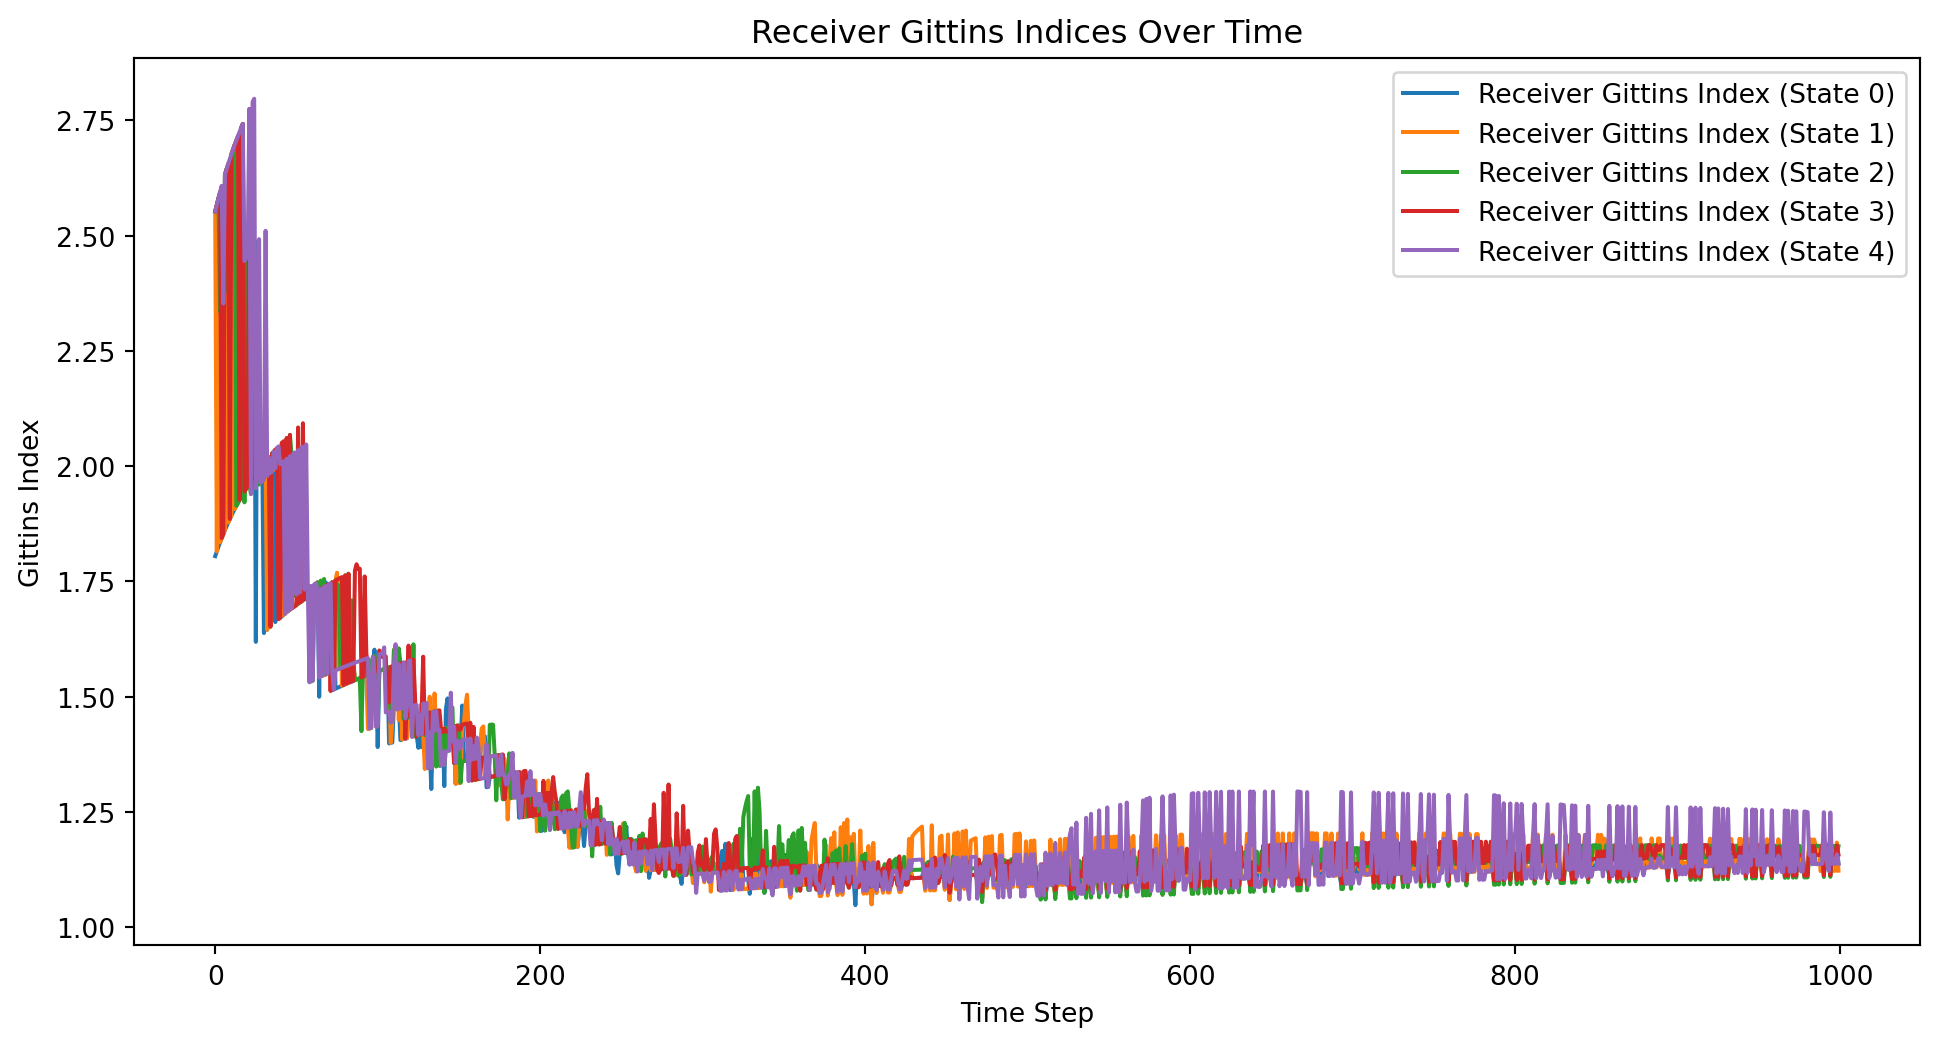 Receiver Gittins Indices Over Time
Gittins Index
2.75
2.50
2.25
2.00
1.75
1.50
1.25
1.00
Receiver Gittins Index (State 0)
Receiver Gittins Index (State 1)
Receiver Gittins Index (State 2)
Receiver Gittins Index (State 3)
Receiver Gittins Index (State 4)
0 200 400 600 800 1000
Time Step